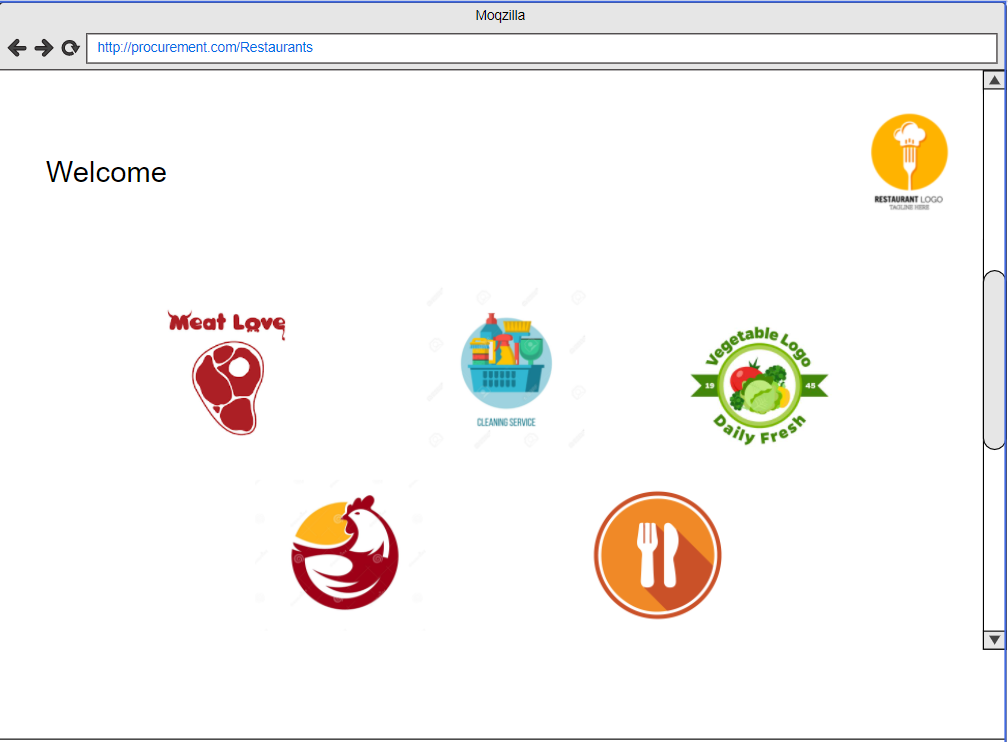 Moqzilla
http://procurement.com/Restaurants
Welcome
RESTAURANT LOGO
TAGLINE HERE
Meat Love
CLEANING SERVICE
Vegetable Logo
19 45
Daily Fresh